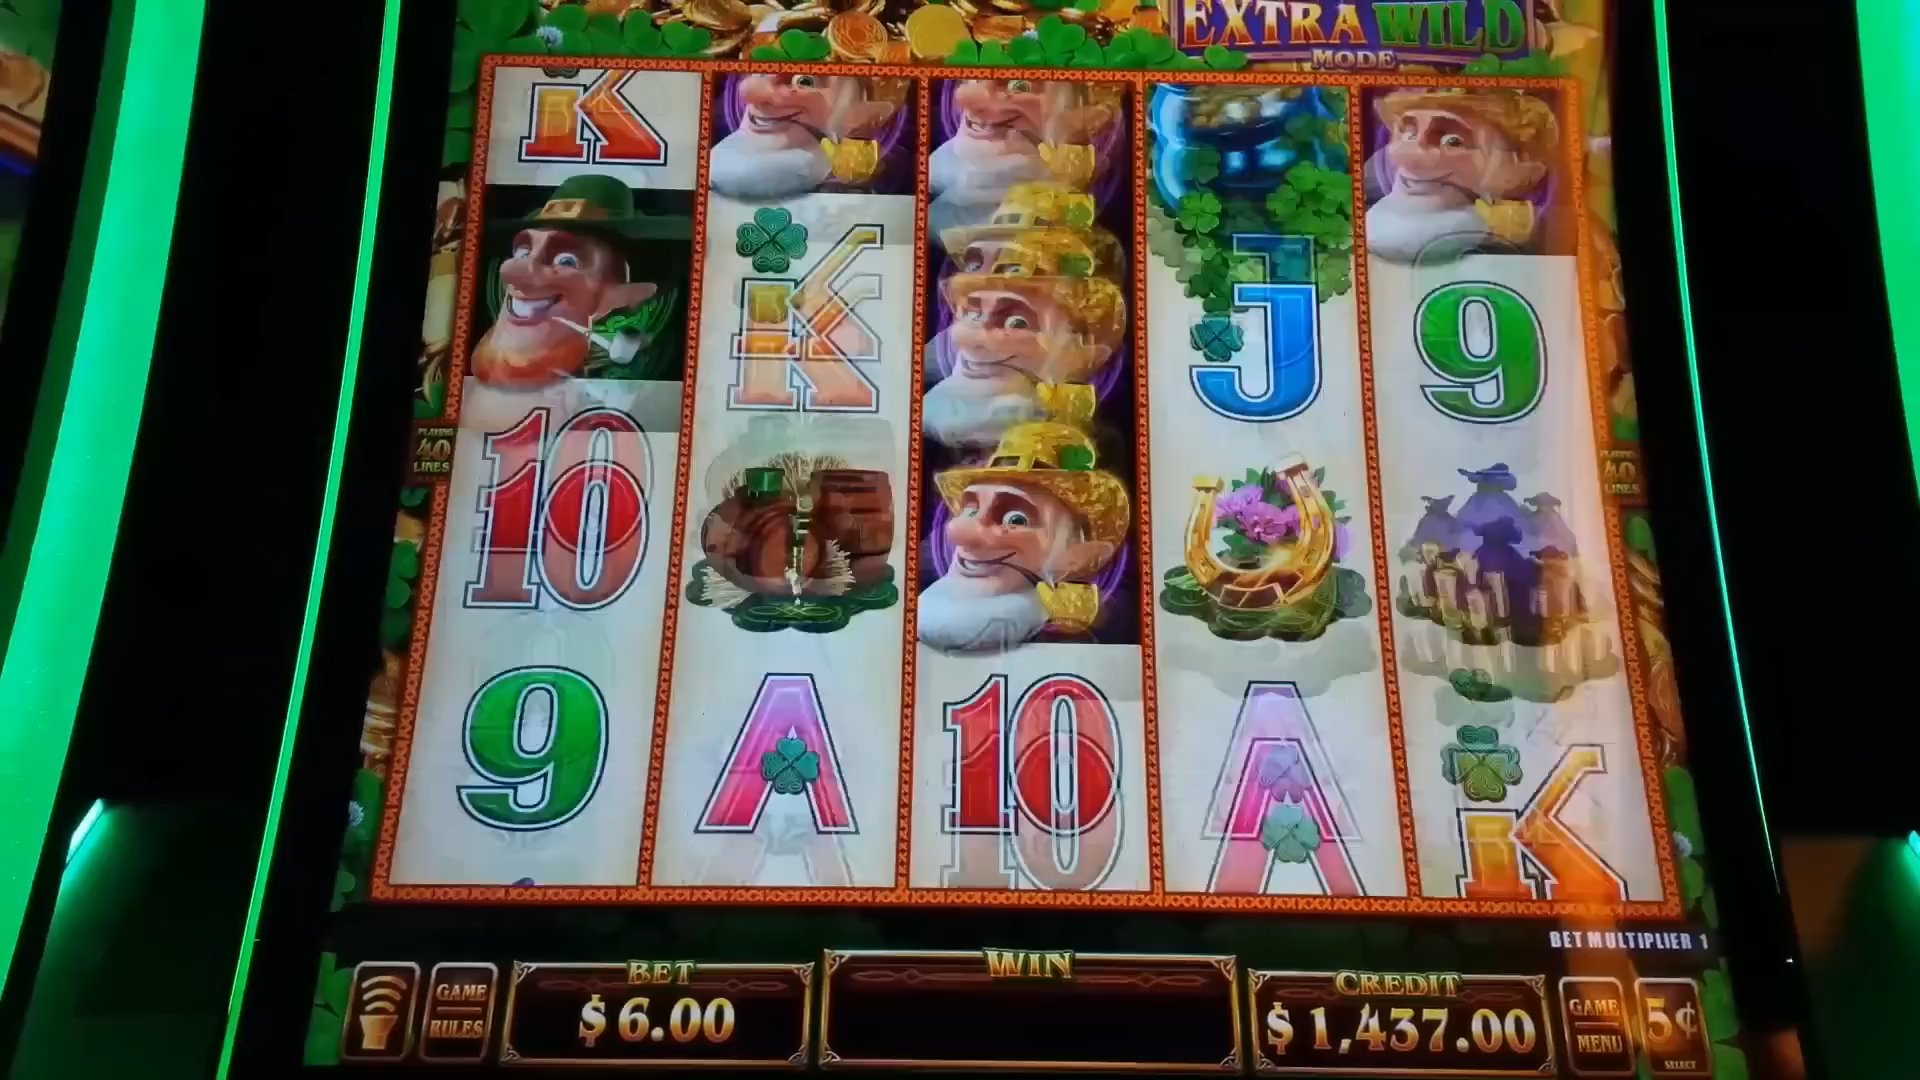 EXTRA WILD
MODE
K
K
J
9
K
10
10
PLAYING
40
LINES
PLAYING
40
LINES
9
A
10
A
K
BET MULTIPLIER 1
GAME
RULES
BET
$6.00
WIN
CREDIT
$1,437.00
GAME
MENU
5¢
SELECT